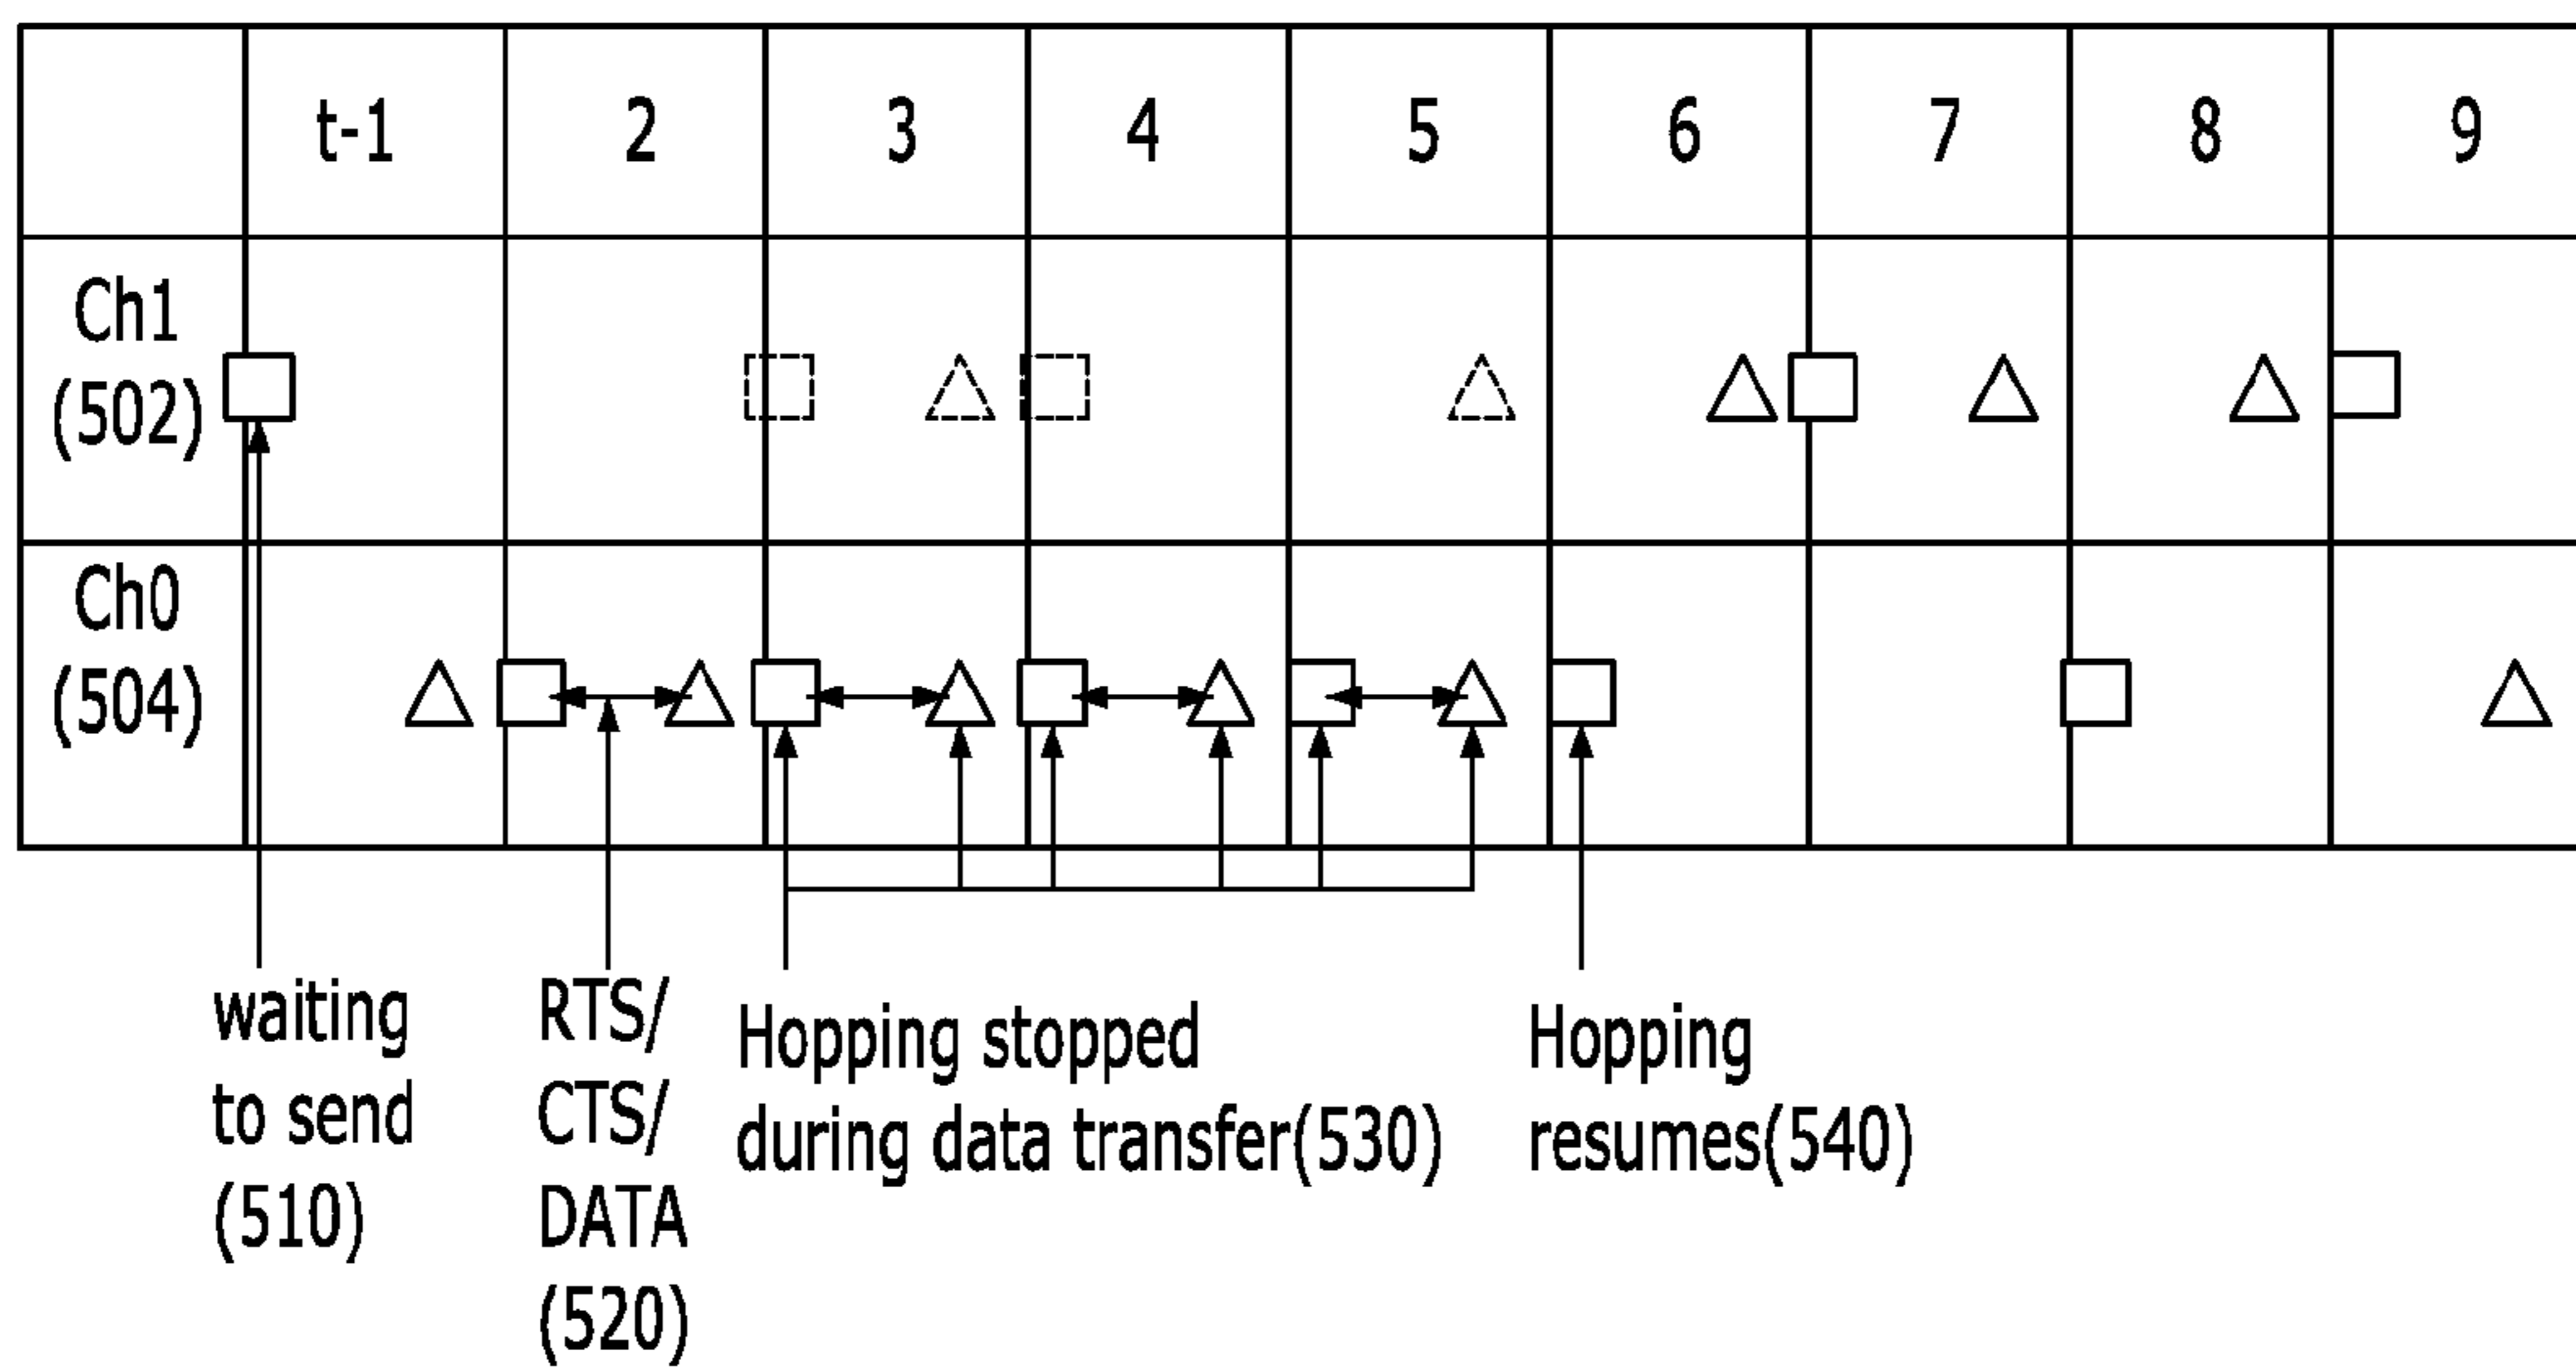 t-1 2 3 4 5 6 7 8 9
Ch1
(502)
Ch0
(504)
waiting
to send
(510)
RTS/
CTS/
DATA
(520)
Hopping stopped
during data transfer(530)
Hopping
resumes(540)